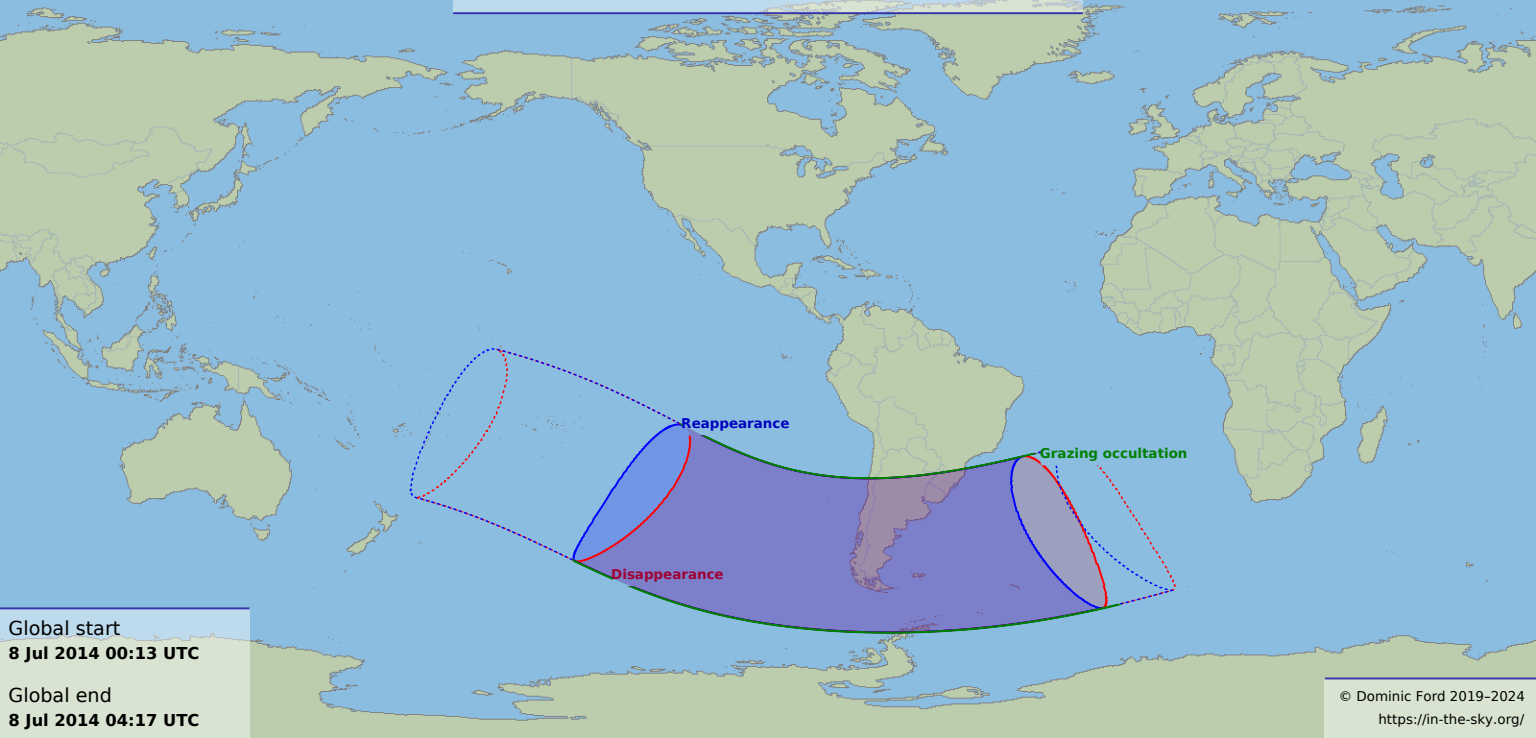 Reappearance
Grazing occultation
Disappearance
Global start
8 Jul 2014 00:13 UTC
Global end
8 Jul 2014 04:17 UTC
© Dominic Ford 2019–2024
https://in-the-sky.org/